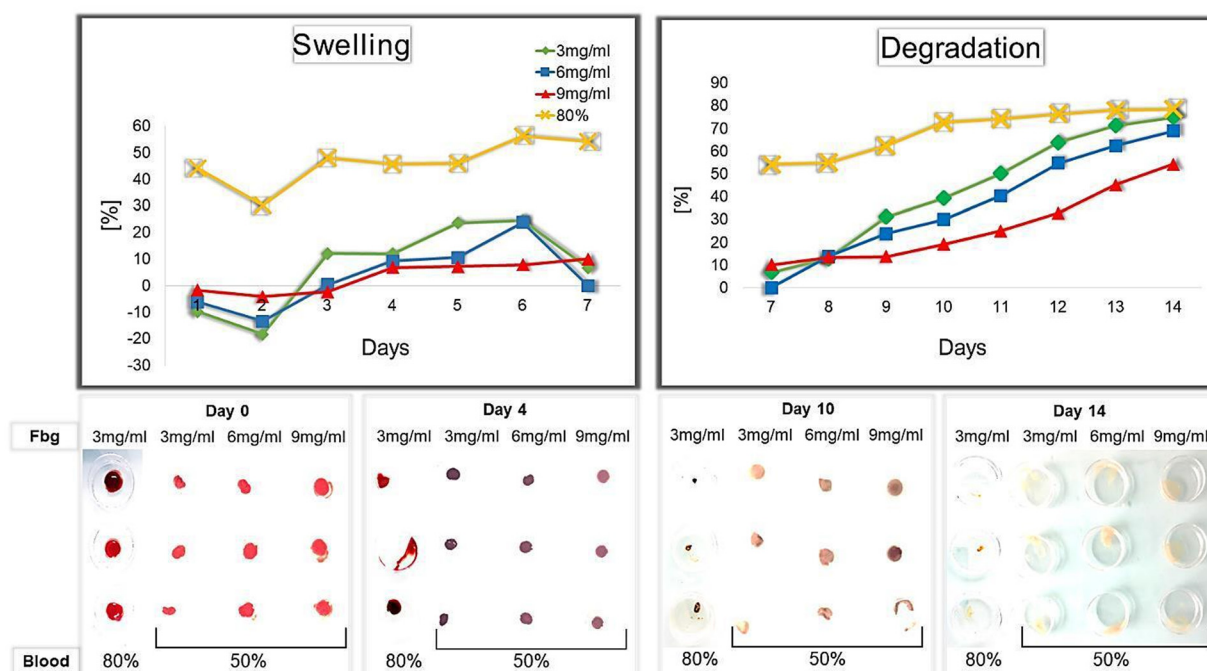 Swelling
3mg/ml
6mg/ml
9mg/ml
80%
60
50
40
30
20
10
0
-10
-20
-30
[%]
1 2 3 4 5 6 7
Days
Degradation
90
80
70
60
50
40
30
20
10
0
[%]
7 8 9 10 11 12 13 14
Days
Day 0 Day 4 Day 10 Day 14
Fbg 3mg/ml 3mg/ml 6mg/ml 9mg/ml 3mg/ml 3mg/ml 6mg/ml 9mg/ml 3mg/ml 3mg/ml 6mg/ml 9mg/ml 3mg/ml 3mg/ml 6mg/ml 9mg/ml
Blood 80% 50% 80% 50% 80% 50% 80% 50%